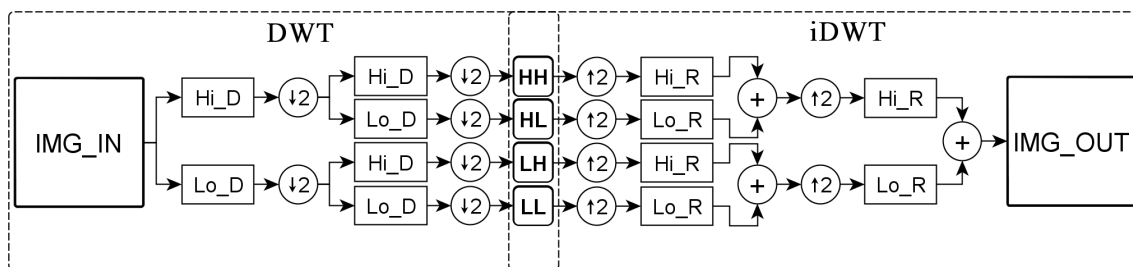 DWT
iDWT
Hi_D
↓2
Hi_D
↓2
HH
↑2
Hi_R
+
↑2
Hi_R
Lo_D
↓2
HL
↑2
Lo_R
IMG_IN
+
IMG_OUT
Lo_D
↓2
Hi_D
↓2
LH
↑2
Hi_R
+
↑2
Lo_R
Lo_D
↓2
LL
↑2
Lo_R